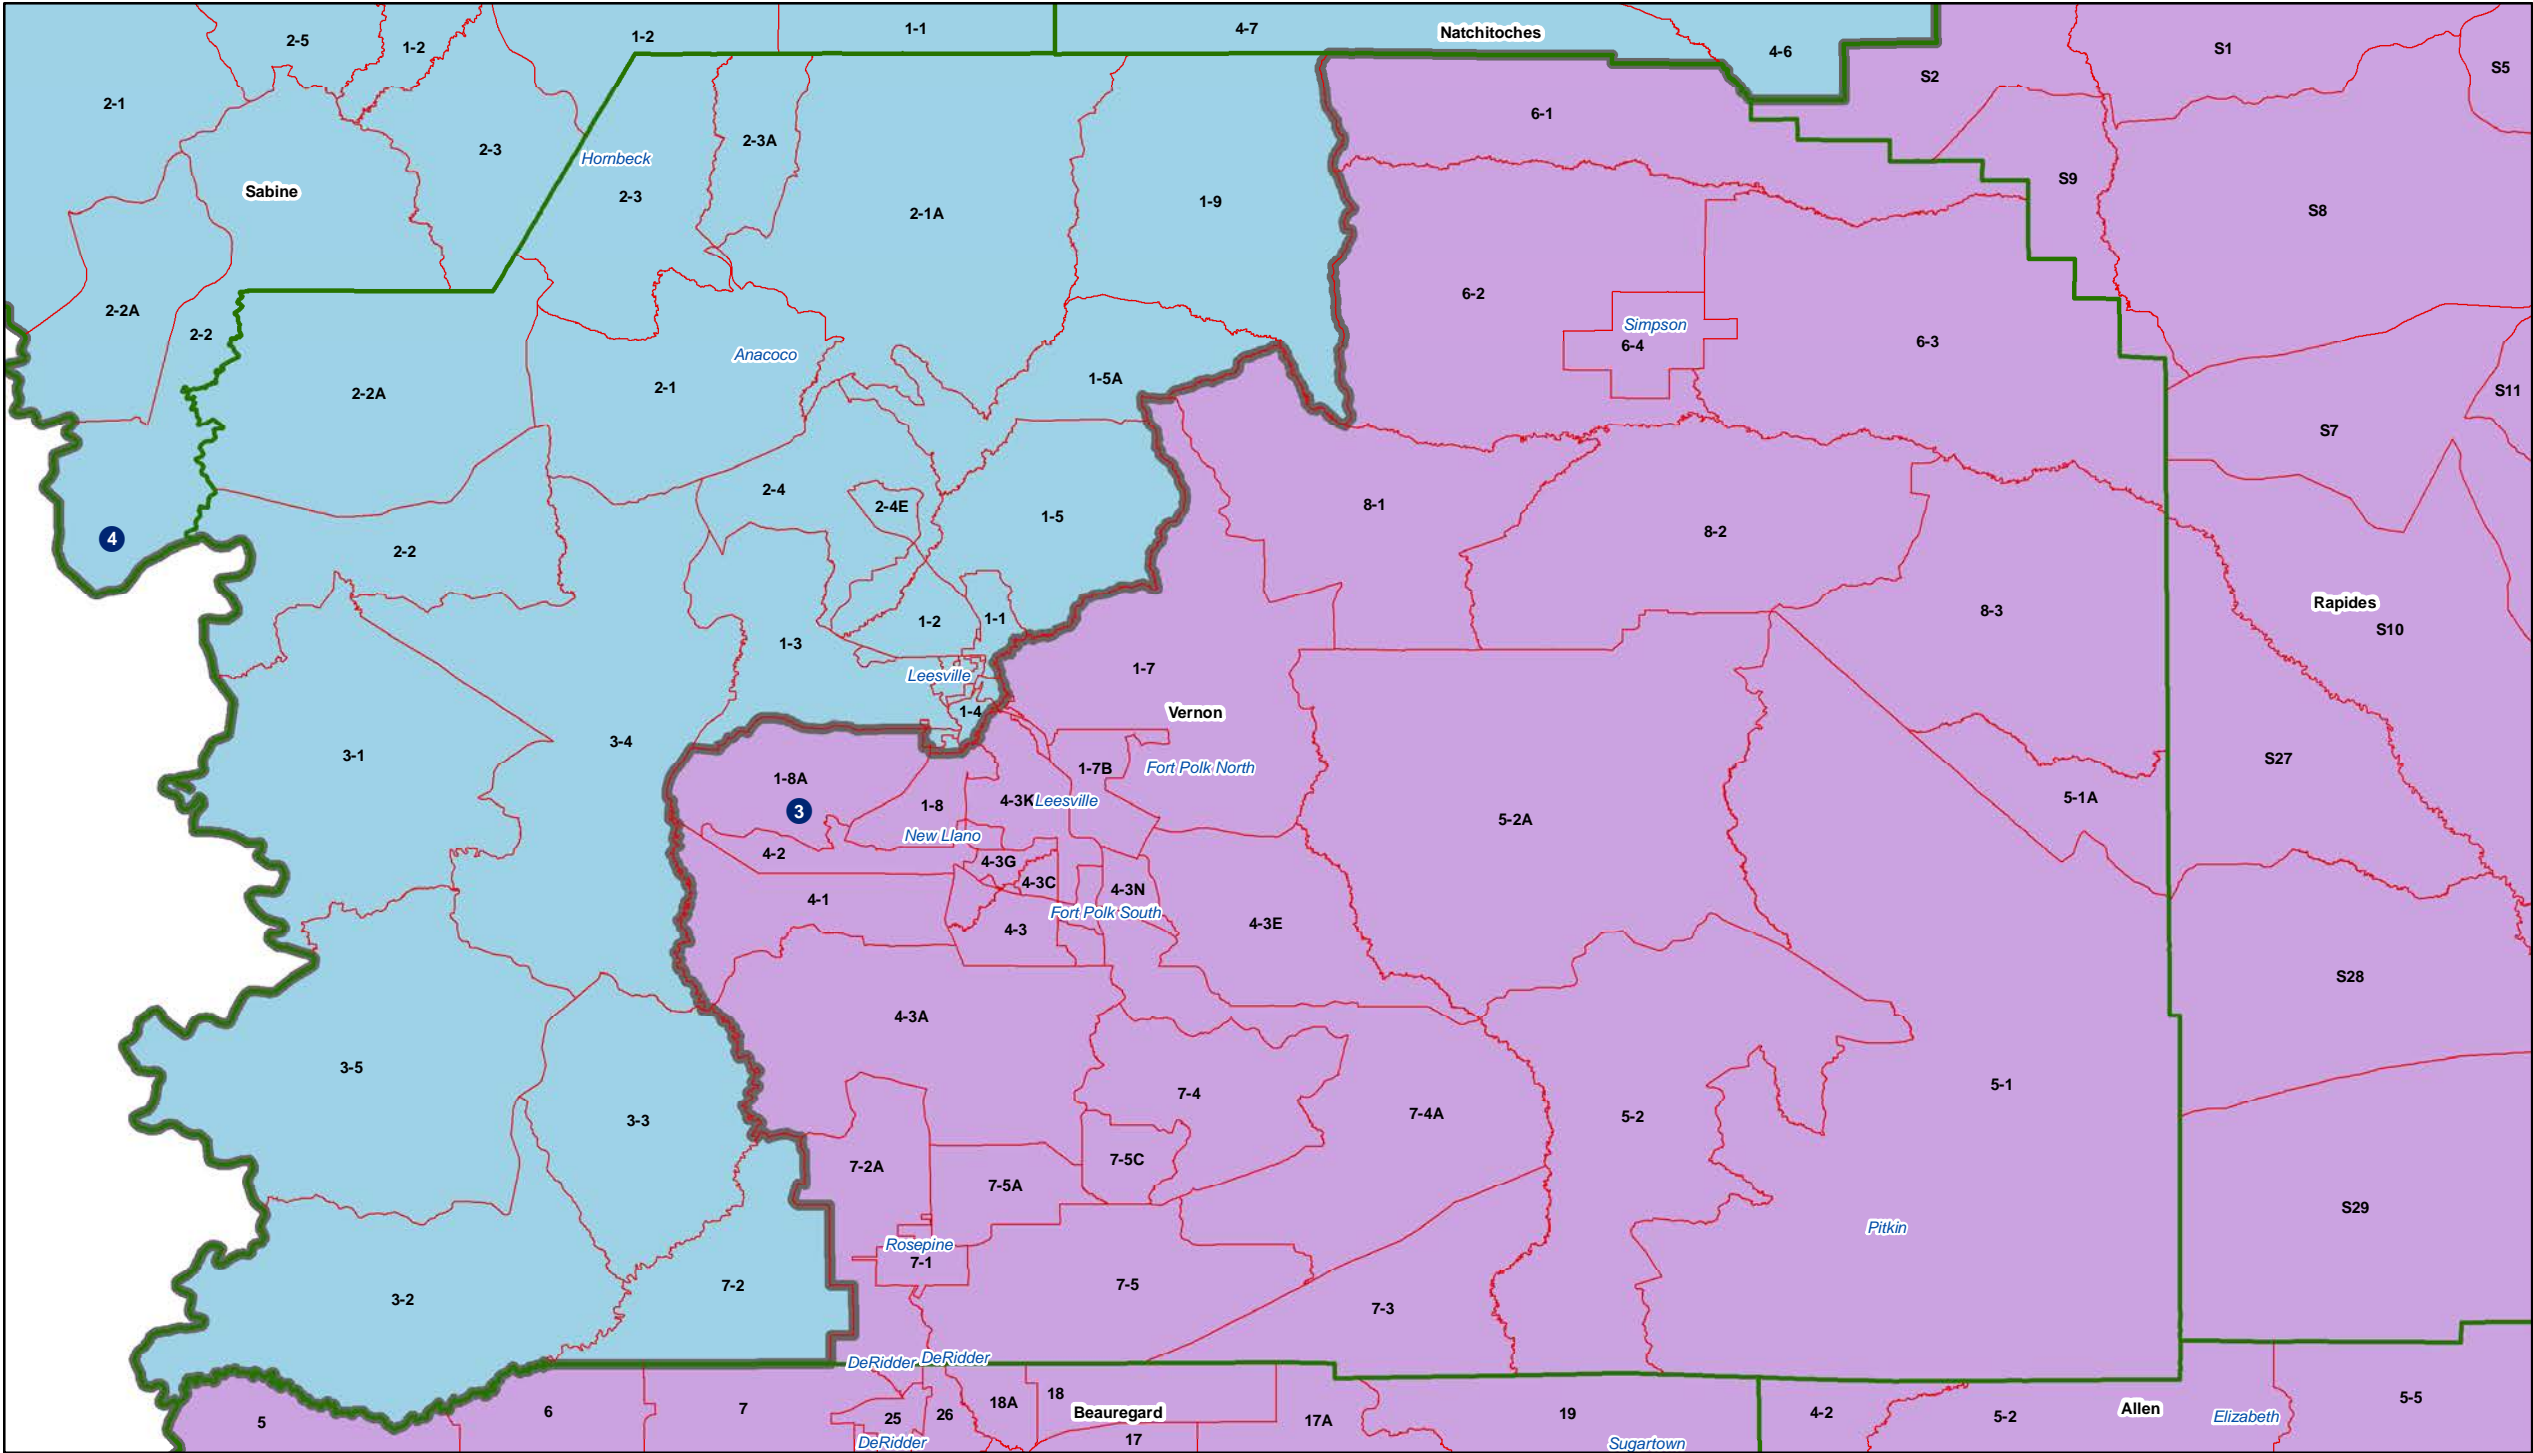 2-5
1-2
1-2
1-1
4-7
Natchitoches
4-6
S2
S1
S5
2-1
6-1
2-3A
2-3
Hornbeck
Sabine
2-3
1-9
2-1A
S9
S8
6-2
2-2A
2-2
Simpson
6-4
6-3
Anacoco
2-1
1-5A
2-2A
S11
S7
2-4
2-4E
8-1
1-5
8-2
4
2-2
Rapides
8-3
1-2
1-1
S10
1-3
1-7
Leesville
1-4
Vernon
3-4
3-1
S27
Fort Polk North
1-7B
1-8A
5-1A
4-3K
Leesville
1-8
3
5-2A
New Llano
4-2
4-3G
4-3C
4-3N
4-1
Fort Polk South
4-3E
4-3
S28
4-3A
3-5
5-1
7-4
7-4A
5-2
3-3
7-5C
7-2A
7-5A
S29
Pitkin
Rosepine
7-1
7-2
7-5
3-2
7-3
DeRidder
DeRidder
18
18A
5-5
7
6
Beauregard
Allen
19
4-2
25
26
5-2
Elizabeth
17A
5
17
DeRidder
Sugartown